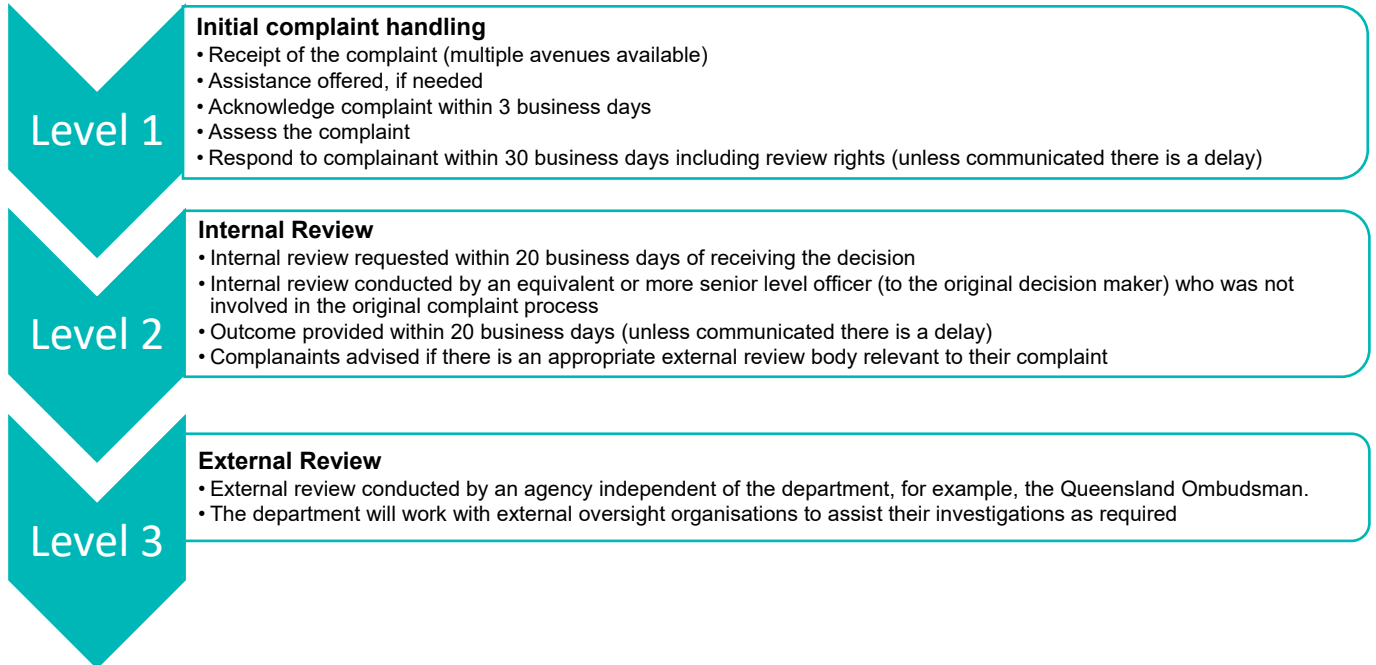 Level 1
Initial complaint handling
• Receipt of the complaint (multiple avenues available)
• Assistance offered, if needed
• Acknowledge complaint within 3 business days
• Assess the complaint
• Respond to complainant within 30 business days including review rights (unless communicated there is a delay)
Level 2
Internal Review
• Internal review requested within 20 business days of receiving the decision
• Internal review conducted by an equivalent or more senior level officer (to the original decision maker) who was not
involved in the original complaint process
• Outcome provided within 20 business days (unless communicated there is a delay)
• Complanaints advised if there is an appropriate external review body relevant to their complaint
Level 3
External Review
• External review conducted by an agency independent of the department, for example, the Queensland Ombudsman.
• The department will work with external oversight organisations to assist their investigations as required